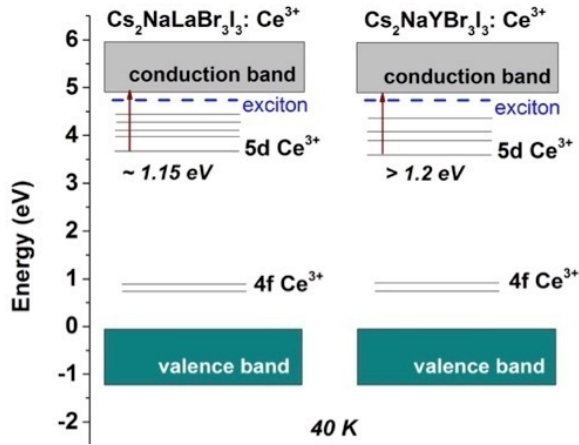 Cs₂NaLaBr₃I₃: Ce³⁺
Cs₂NaYBr₃I₃: Ce³⁺
Energy (eV)
6
5
4
3
2
1
0
-1
-2
conduction band
conduction band
exciton
exciton
5d Ce³⁺
5d Ce³⁺
~ 1.15 eV
> 1.2 eV
4f Ce³⁺
4f Ce³⁺
valence band
valence band
40 K